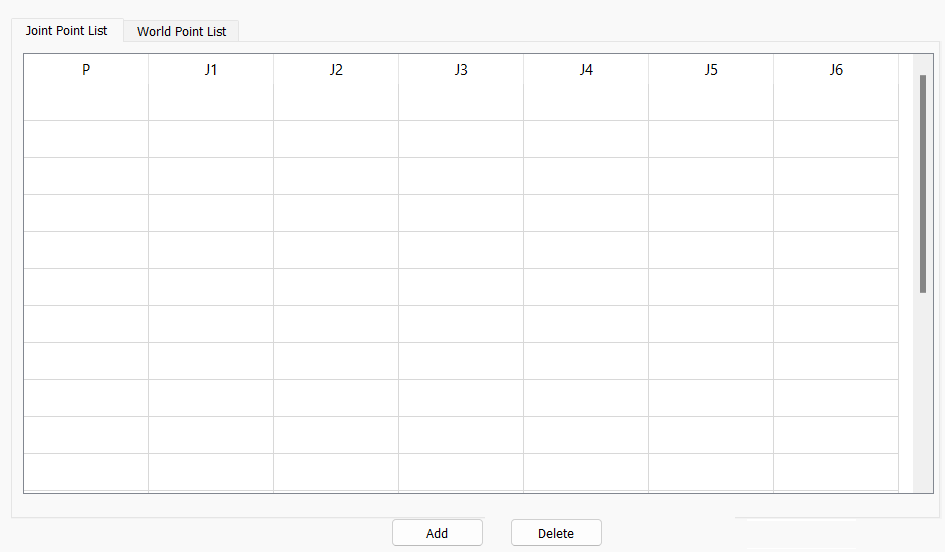 Joint Point List World Point List
P J1 J2 J3 J4 J5 J6
Add Delete